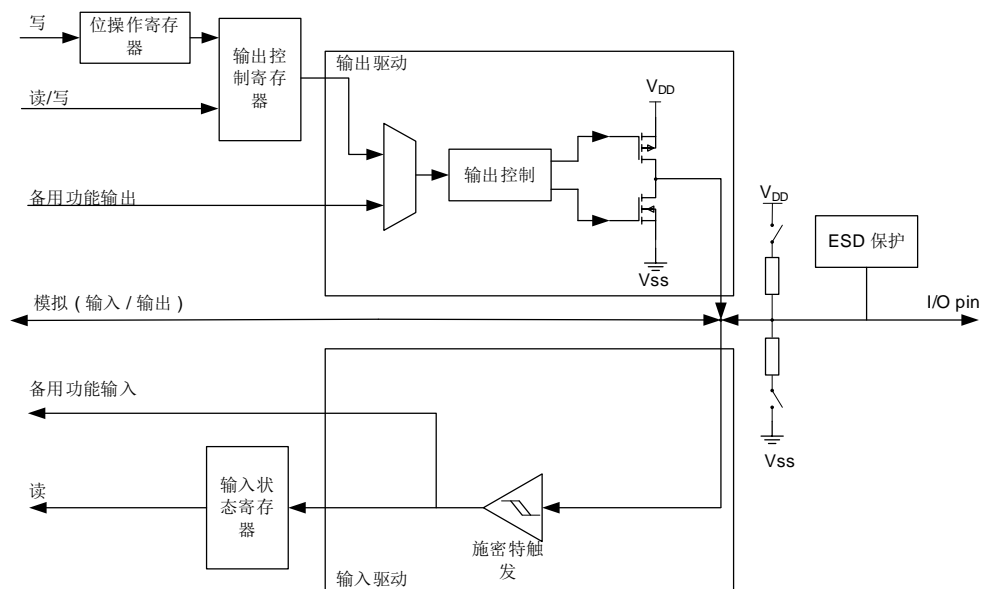 写
位操作寄存
器
读/写
输出控
制寄存
器
备用功能输出
输出驱动
输出控制
VDD
Vss
VDD
ESD 保护
模拟 ( 输入 / 输出 )
I/O pin
Vss
备用功能输入
读
输入状
态寄存
器
施密特触
发
输入驱动